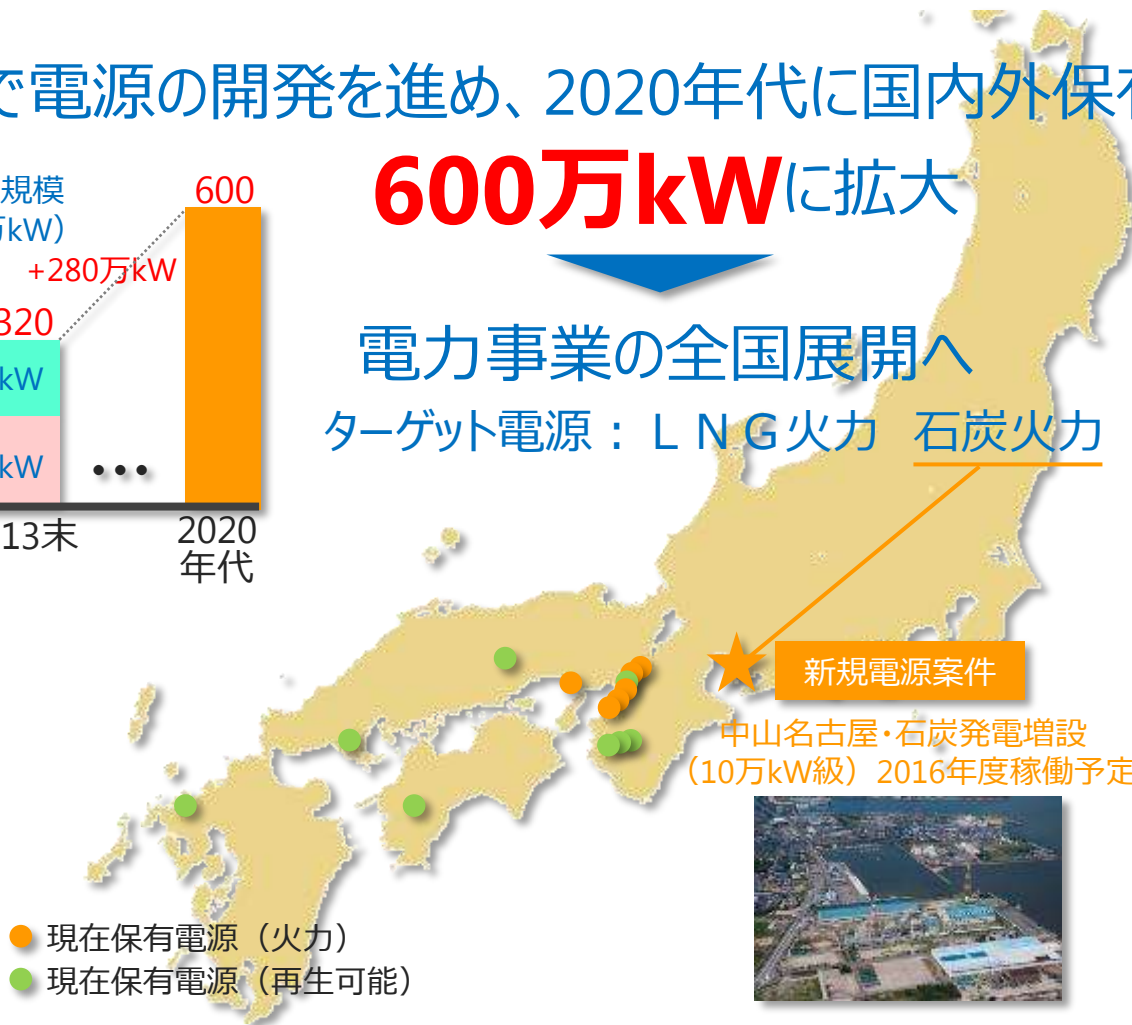 で電源の開発を進め、2020年代に国内外保有
600万kWに拡大
規模
万kW）
600
+280万kW
320
kW
kW
•••
13末
2020
年代
電力事業の全国展開へ
ターゲット電源：ＬＮＧ火力 石炭火力
新規電源案件
中山名古屋・石炭発電増設
（10万kW級）2016年度稼働予定
現在保有電源（火力）
現在保有電源（再生可能）